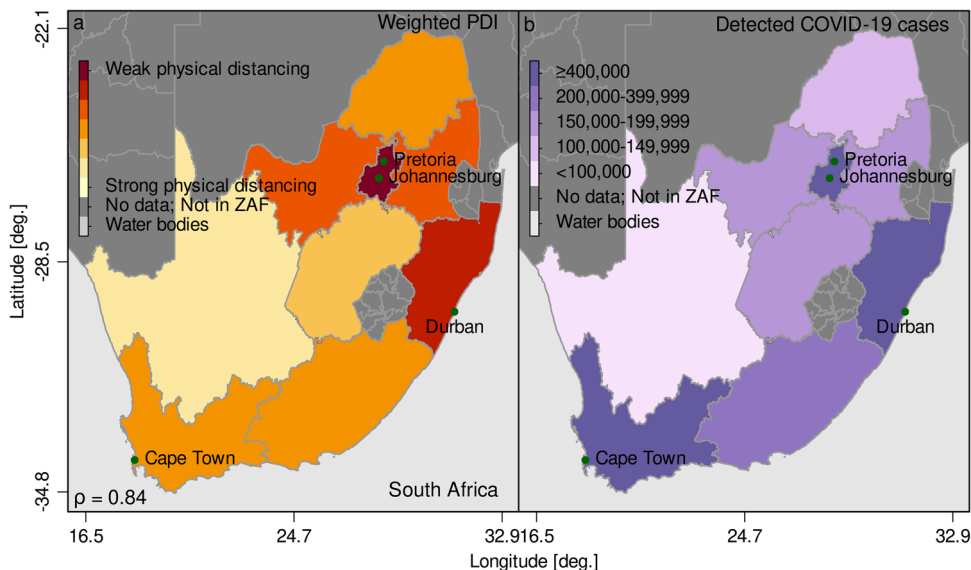 a
Weighted PDI
-22.1
Weak physical distancing
Strong physical distancing
No data; Not in ZAF
Water bodies
Pretoria
Johannesburg
Durban
Cape Town
South Africa
ρ = 0.84
-28.5
-34.8
Latitude [deg.]
16.5
24.7
32.9
b
Detected COVID-19 cases
≥400,000
200,000-399,999
150,000-199,999
100,000-149,999
<100,000
No data; Not in ZAF
Water bodies
Pretoria
Johannesburg
Durban
Cape Town
16.5
24.7
32.9
Longitude [deg.]